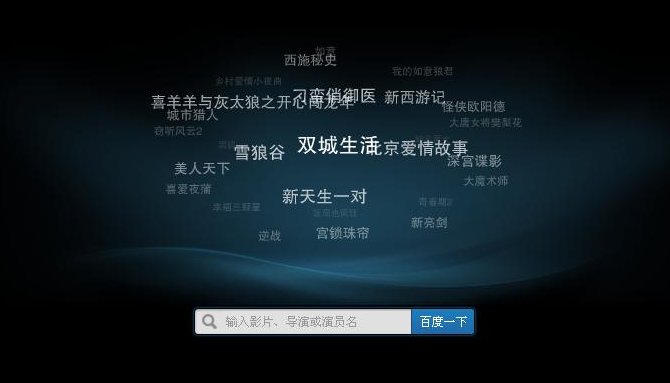 如意
西施秘史
我的如意狼君
乡村爱情小夜曲
刁蛮俏御医
新西游记
喜羊羊与灰太狼之开心闯龙年
怪侠欧阳德
城市猎人
大唐女将樊梨花
窃听风云2
双城生活
北京爱情故事
雪狼谷
深宫谍影
美人天下
大魔术师
喜爱夜蒲
新天生一对
青春期2
幸福三颗星
新亮剑
宫锁珠帘
逆战
输入影片、导演或演员名
百度一下